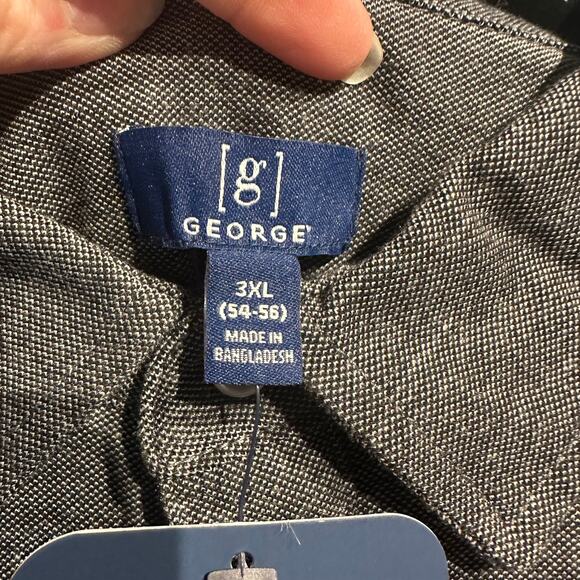 [g]
GEORGE
3XL
(54-56)
MADE IN
BANGLADESH